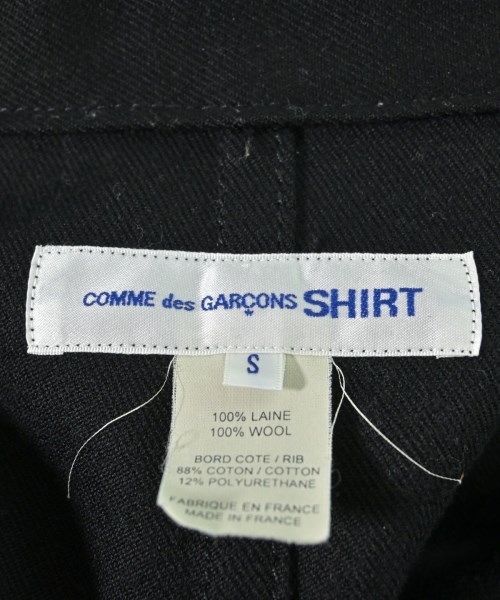 COMME des GARÇONS SHIRT
S
100% LAINE
100% WOOL
BORD COTE / RIB
88% COTON / COTTON
12% POLYURETHANE
FABRIQUE EN FRANCE
MADE IN FRANCE